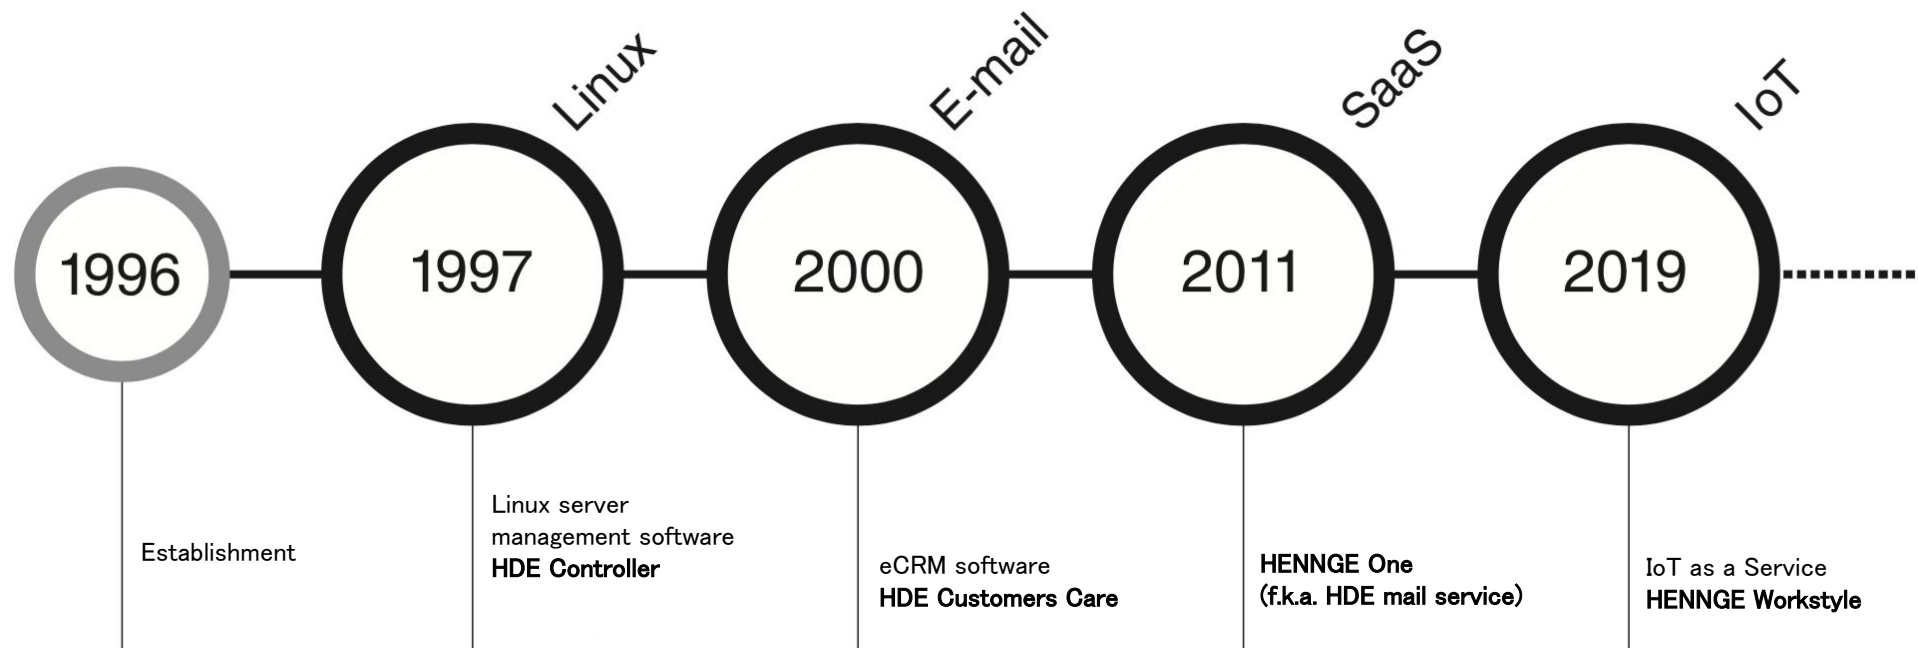 Linux
E-mail
SaaS
IoT
1996
1997
2000
2011
2019
Establishment
Linux server
management software
HDE Controller
eCRM software
HDE Customers Care
HENNGE One
(f.k.a. HDE mail service)
IoT as a Service
HENNGE Workstyle